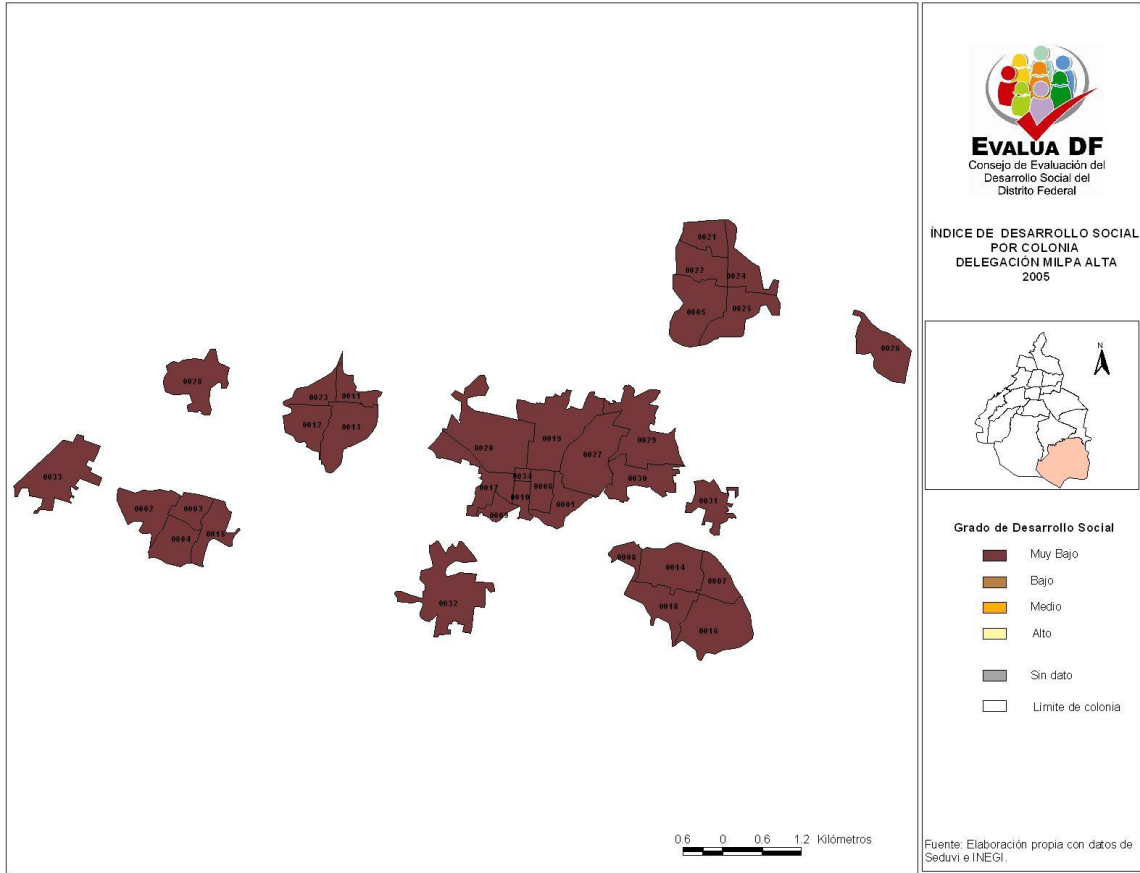 EVALUA DF
Consejo de Evaluación del
Desarrollo Social del
Distrito Federal
ÍNDICE DE DESARROLLO SOCIAL
POR COLONIA
DELEGACIÓN MILPA ALTA
2005
N
Grado de Desarrollo Social
Muy Bajo
Bajo
Medio
Alto
Sin dato
Límite de colonia
Fuente: Elaboración propia con datos de
Seduvi e INEGI.
0021
0022
0024
0005
0025
0026
0028
0023
0011
0012
0013
0033
0002
0003
0004
0015
0020
0019
0027
0029
0030
0034
0017
0010
0006
0001
0009
0031
0032
0008
0014
0007
0018
0016
0.6 0 0.6 1.2 Kilómetros